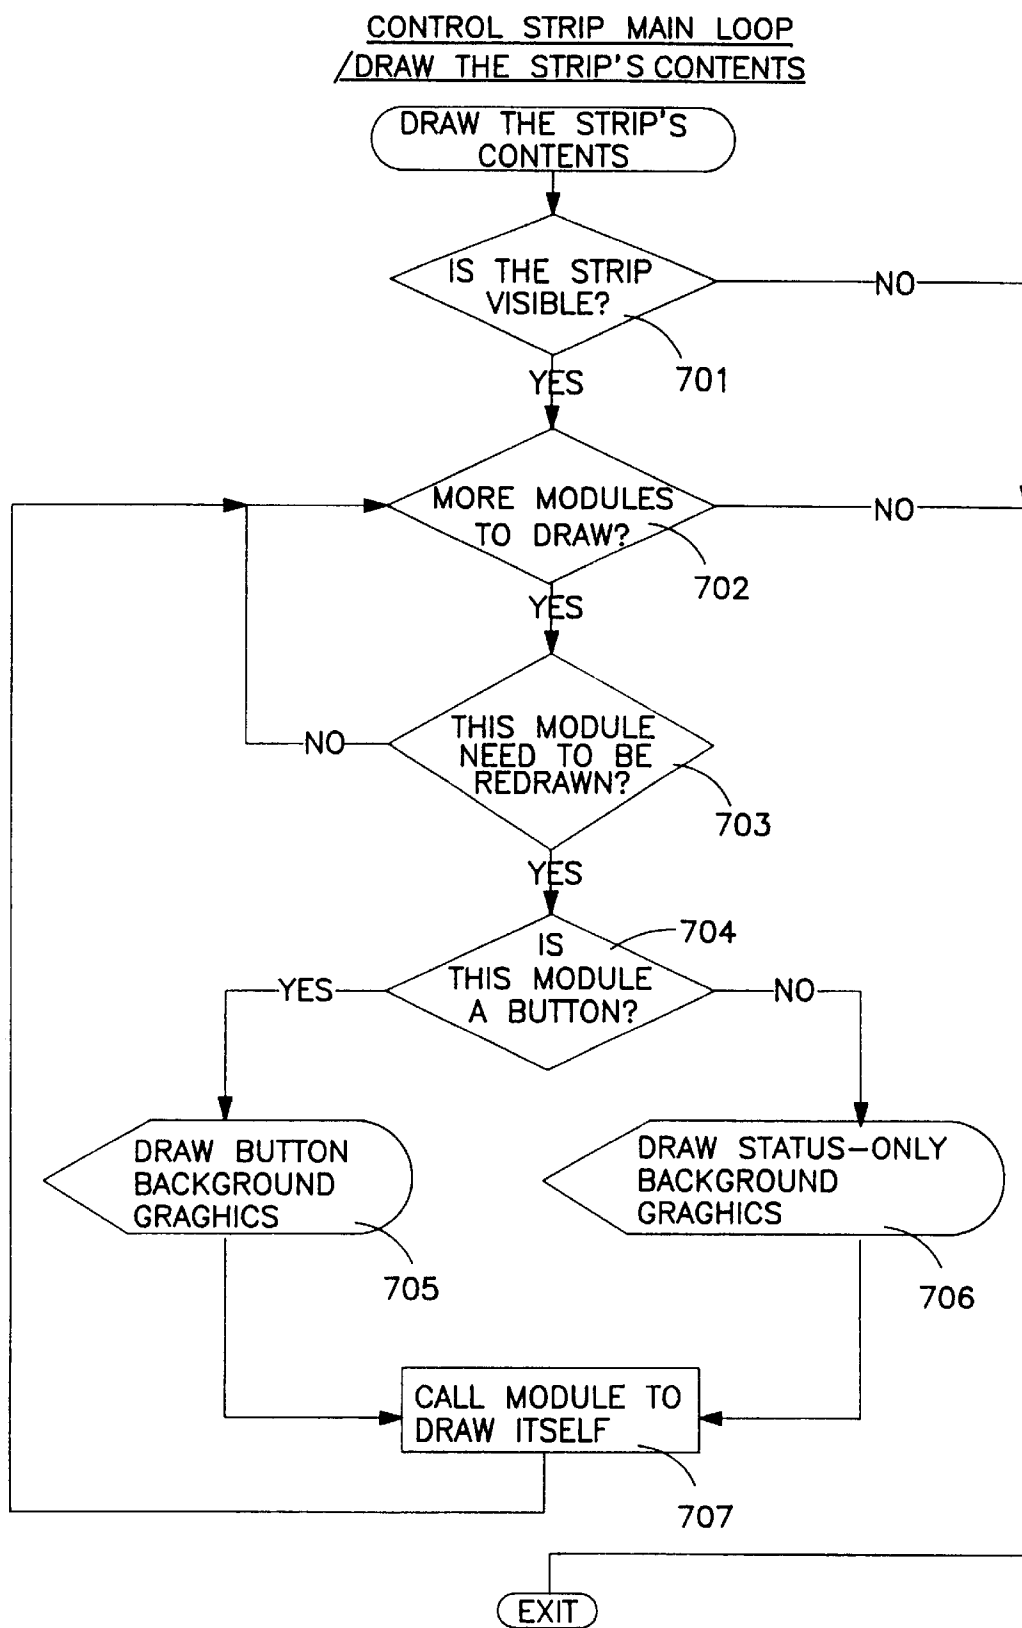 CONTROL STRIP MAIN LOOP
/DRAW THE STRIP'S CONTENTS
DRAW THE STRIP'S
CONTENTS
IS THE STRIP
VISIBLE?
NO
701
YES
MORE MODULES
TO DRAW?
NO
702
YES
THIS MODULE
NEED TO BE
REDRAWN?
NO
703
YES
704
IS
THIS MODULE
A BUTTON?
YES
NO
DRAW BUTTON
BACKGROUND
GRAGHICS
705
DRAW STATUS-ONLY
BACKGROUND
GRAGHICS
706
CALL MODULE TO
DRAW ITSELF
707
EXIT